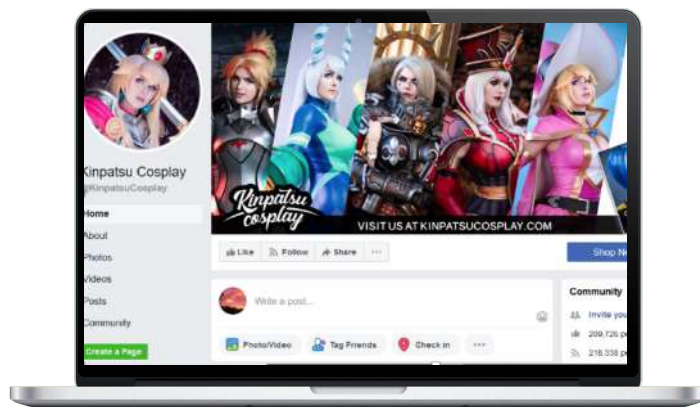 Kinpatsu Cosplay
@KinpatsuCosplay
Home
About
Photos
Videos
Posts
Community
Create a Page
Kinpatsu
cosplay
VISIT US AT KINPATSUCOSPLAY.COM
Like
Follow
Share
Shop
Write a post...
Photo/Video
Tag Friends
Check in
Community
Invite you
209,726 p
218,338 p